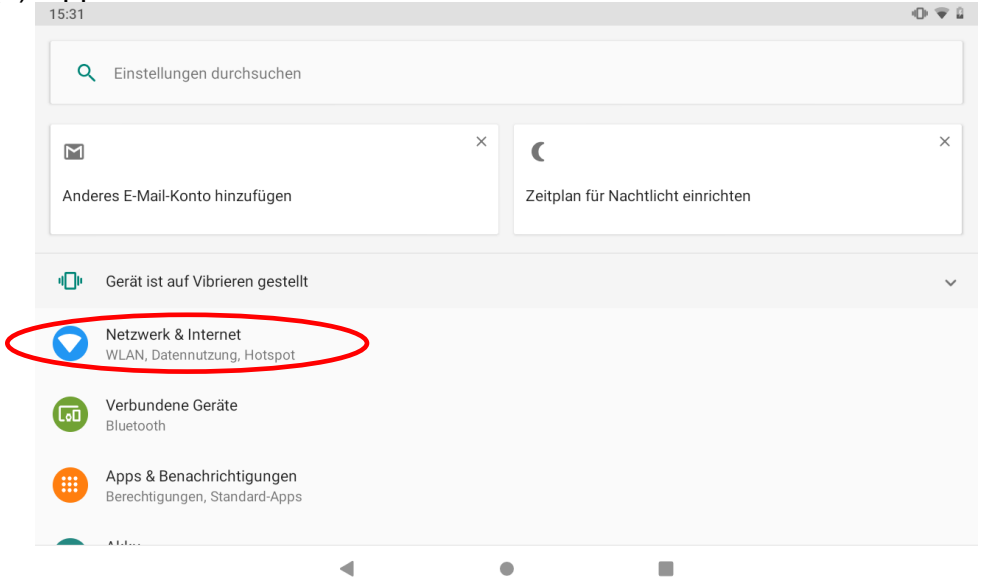 15:31
Einstellungen durchsuchen
Anderes E-Mail-Konto hinzufügen
Zeitplan für Nachtlicht einrichten
Gerät ist auf Vibrieren gestellt
Netzwerk & Internet
WLAN, Datennutzung, Hotspot
Verbundene Geräte
Bluetooth
Apps & Benachrichtigungen
Berechtigungen, Standard-Apps